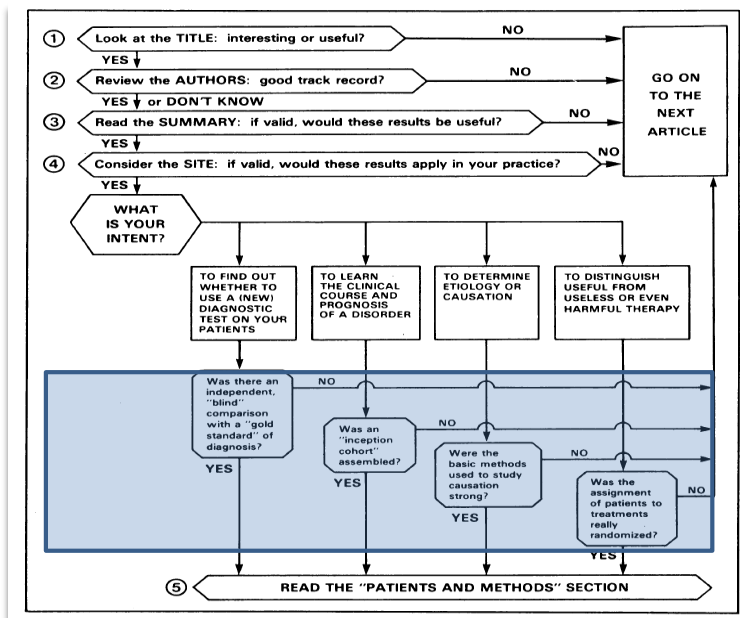 1 Look at the TITLE: interesting or useful?
NO
YES
2 Review the AUTHORS: good track record?
NO
YES or DON'T KNOW
3 Read the SUMMARY: if valid, would these results be useful?
NO
YES
4 Consider the SITE: if valid, would these results apply in your practice?
NO
YES
GO ON
TO THE
NEXT
ARTICLE
WHAT
IS YOUR
INTENT?
TO FIND OUT
WHETHER TO
USE A (NEW)
DIAGNOSTIC
TEST ON YOUR
PATIENTS
TO LEARN
THE CLINICAL
COURSE AND
PROGNOSIS
OF A DISORDER
TO DETERMINE
ETIOLOGY OR
CAUSATION
TO DISTINGUISH
USEFUL FROM
USELESS OR EVEN
HARMFUL THERAPY
Was there an
independent,
"blind"
comparison
with a "gold
standard" of
diagnosis?
NO
YES
Was an
"inception
cohort"
assembled?
NO
YES
Were the
basic methods
used to study
causation
strong?
NO
YES
Was the
assignment
of patients to
treatments
really
randomized?
NO
YES
5 READ THE "PATIENTS AND METHODS" SECTION